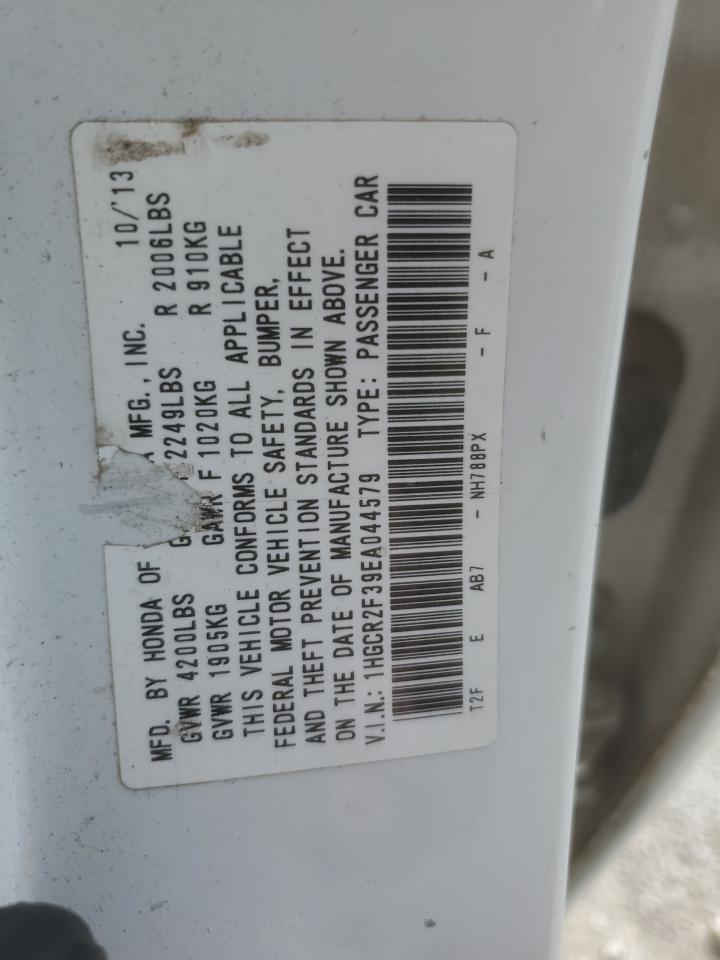 MFD. BY HONDA OF A MFG., INC. 10/'13
GVWR 4200LBS G 2249LBS R 2006LBS
GVWR 1905KG GAWR F 1020KG R 910KG
THIS VEHICLE CONFORMS TO ALL APPLICABLE
FEDERAL MOTOR VEHICLE SAFETY, BUMPER,
AND THEFT PREVENTION STANDARDS IN EFFECT
ON THE DATE OF MANUFACTURE SHOWN ABOVE.
V.I.N.: 1HGCR2F39EA044579 TYPE: PASSENGER CAR
T2F E AB7 - NH788PX - F - A